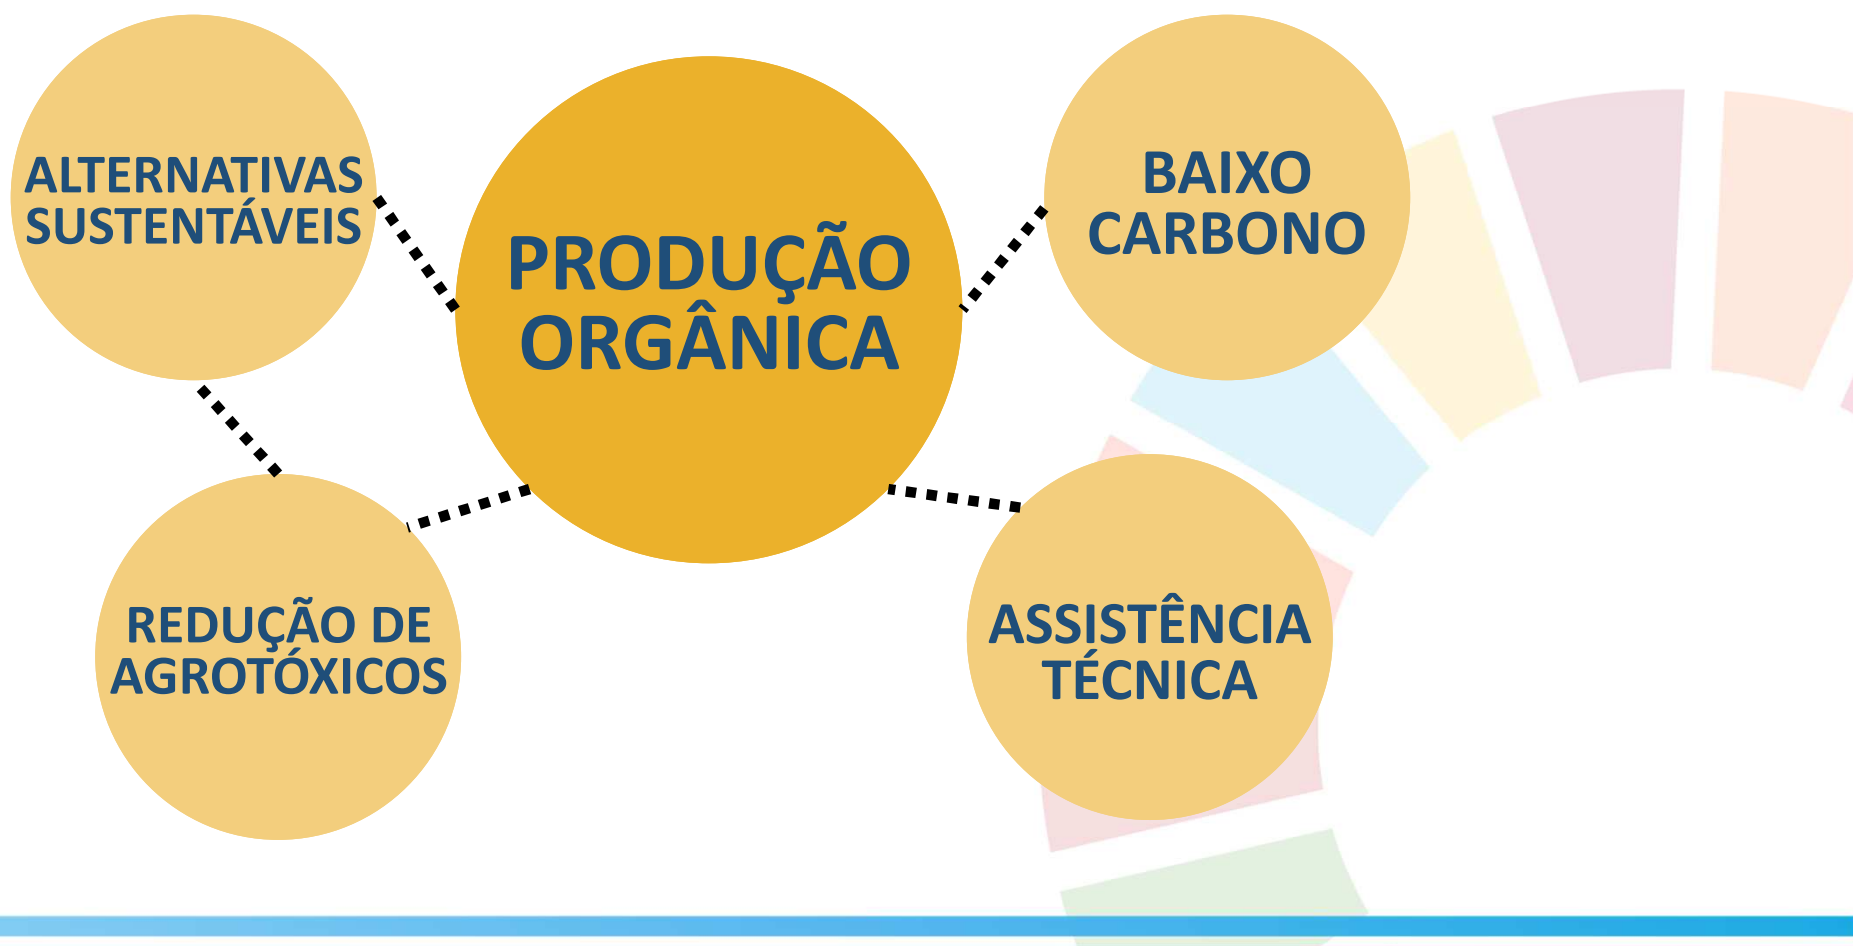 ALTERNATIVAS
SUSTENTÁVEIS
PRODUÇÃO
ORGÂNICA
BAIXO
CARBONO
REDUÇÃO DE
AGROTÓXICOS
ASSISTÊNCIA
TÉCNICA